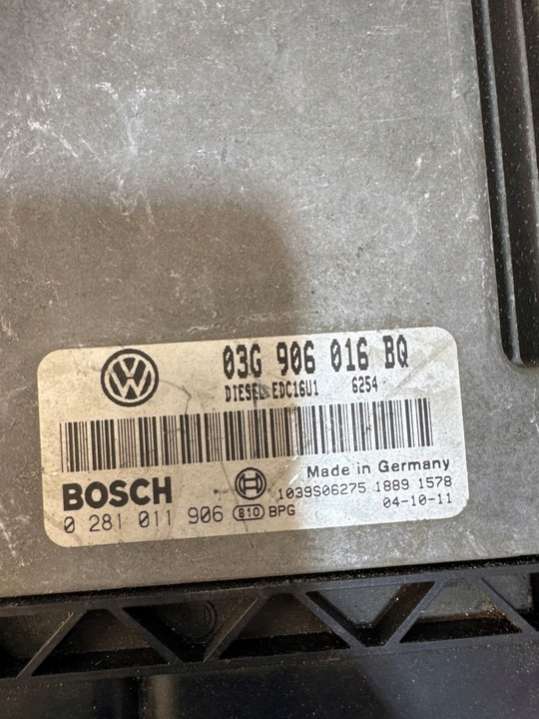 03G 906 016 BQ
DIESEL EDC16U1 6254
Made in Germany
BOSCH
1039S06275 1889 1578
0 281 011 906 810 BPG 04-10-11